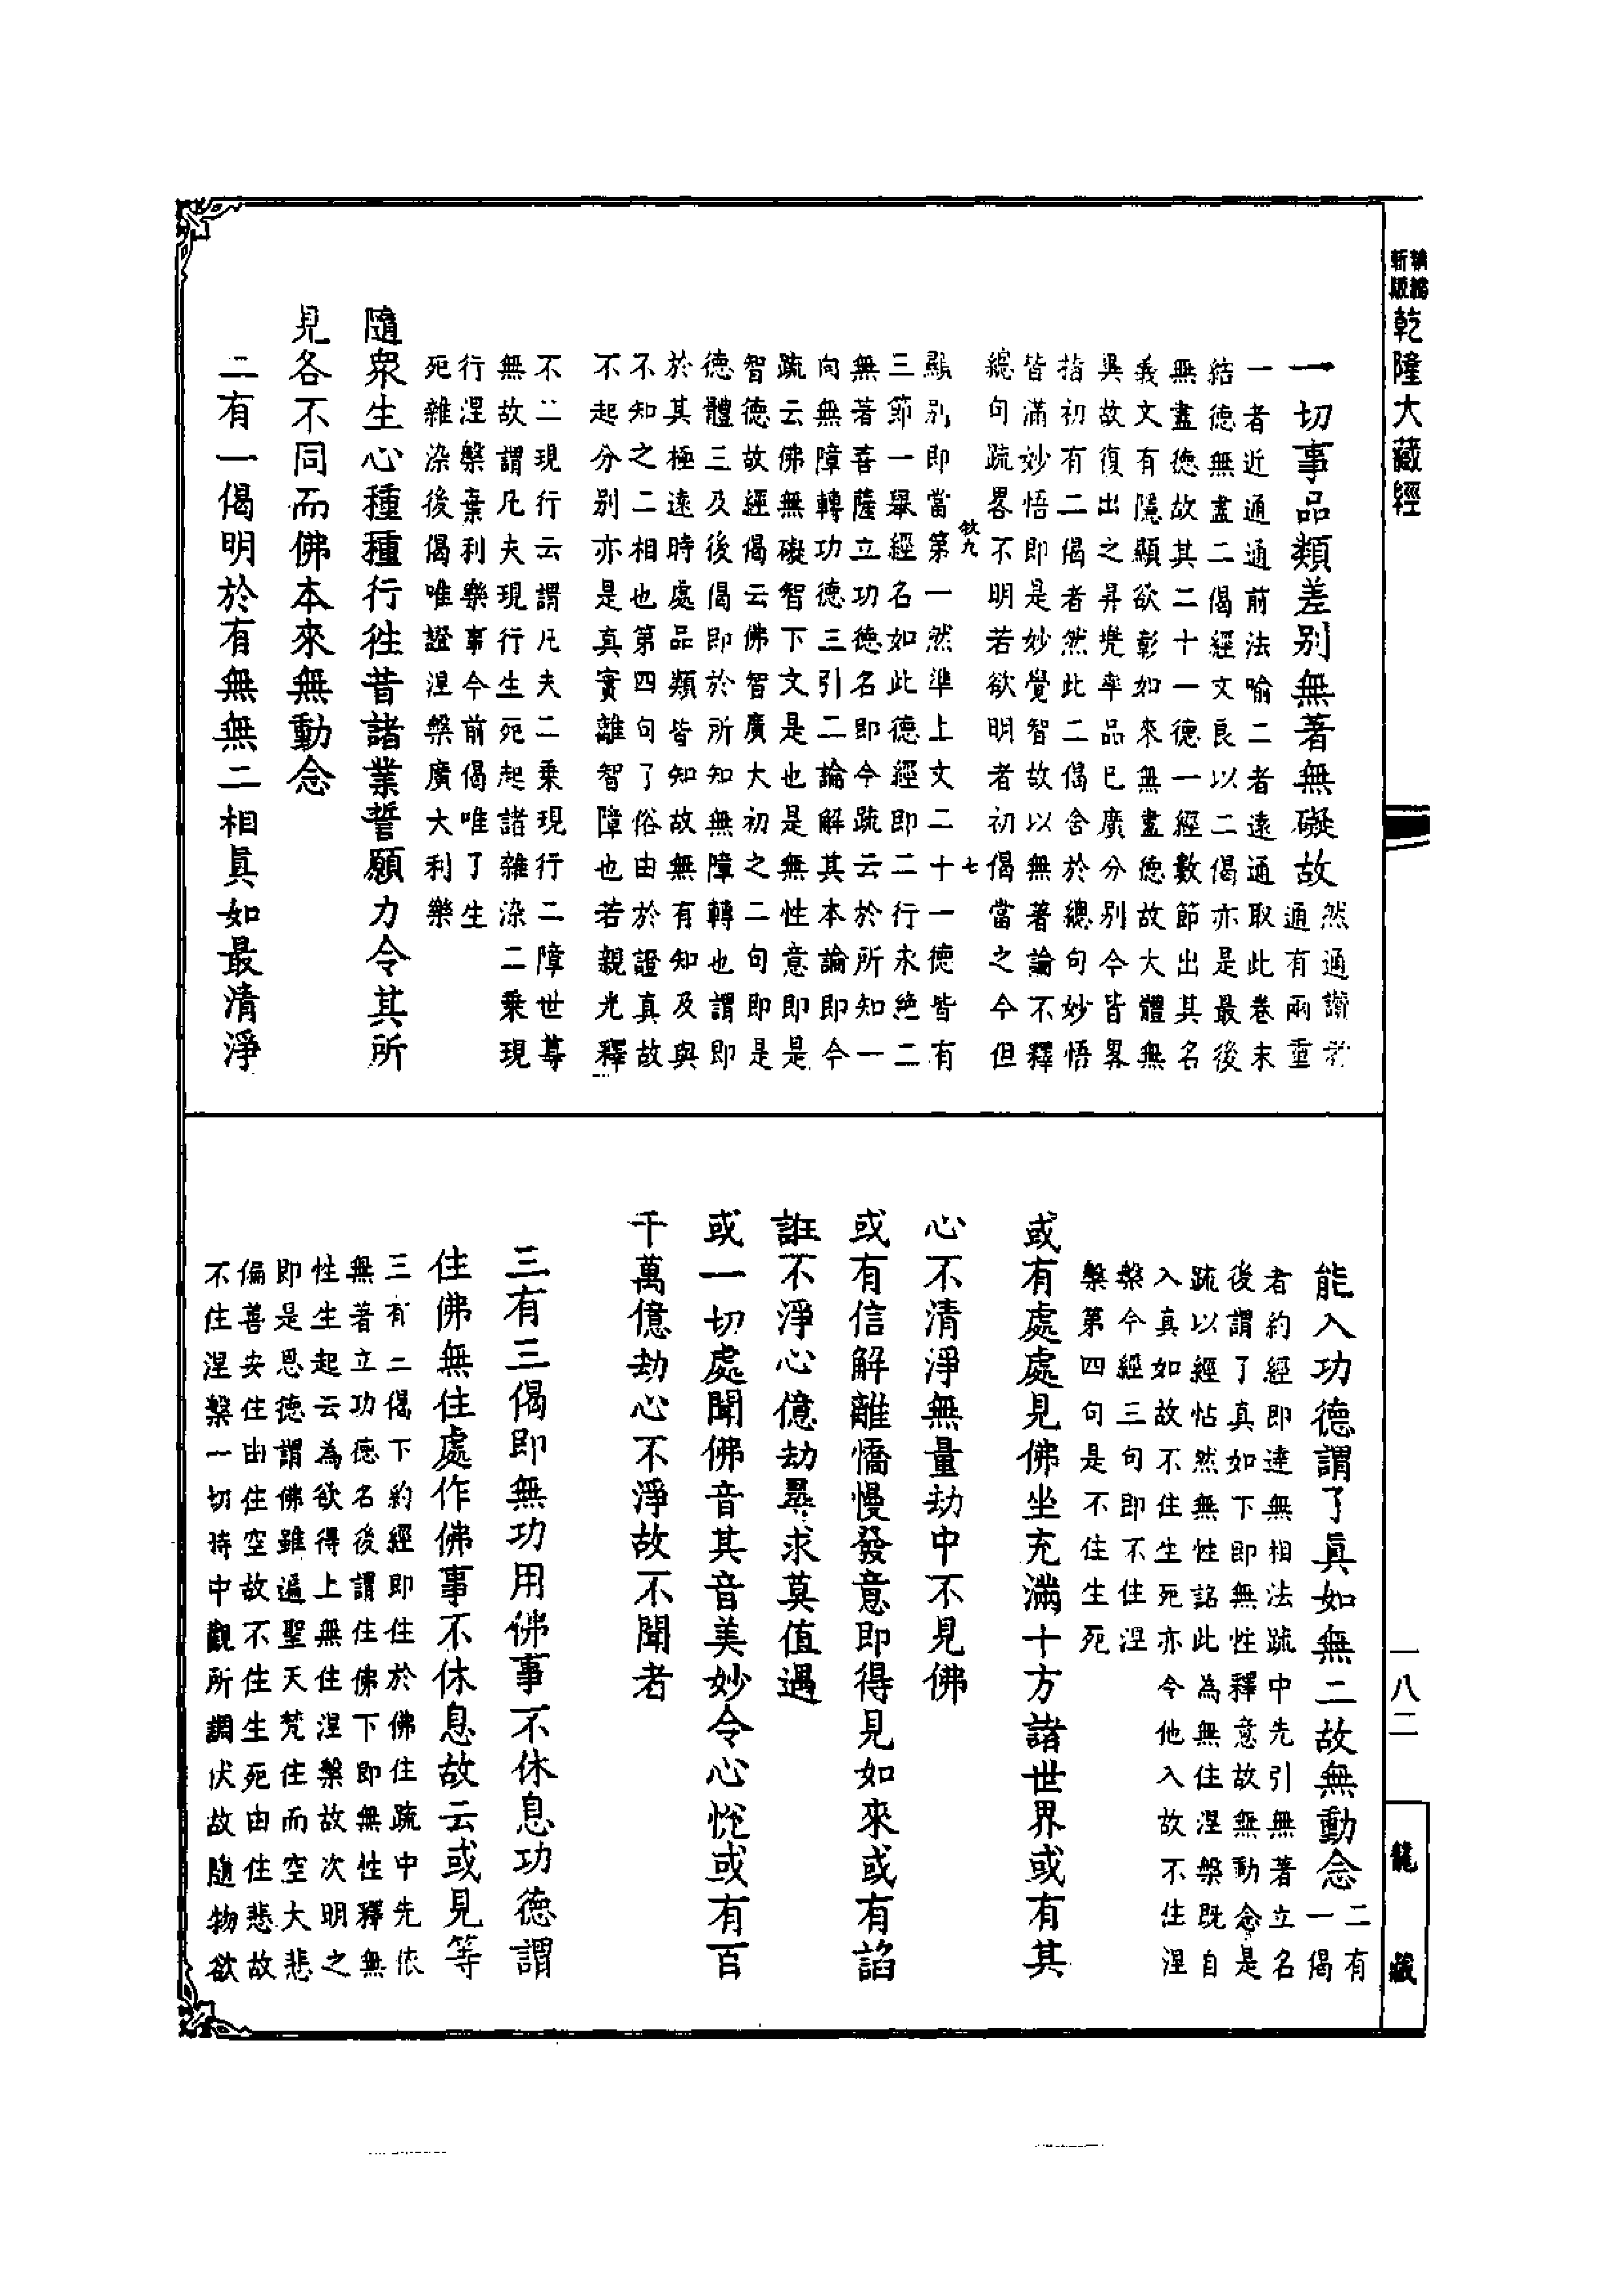 新編縮版乾隆大藏經
一切事品類差別無著無礙故然通讚者
通有兩重
一者近通通前法喻二者遠通取此卷末
結德無盡二偈經文良以二偈亦是最後
無盡德故其二十一德一經數節出其名
義文有隱顯欲彰如來無盡德故大體無
異故復出之昇兜率品已廣分別今皆畧
指初有二偈者然此二偈舍於總句妙悟
皆滿妙悟即是妙覺智故以無著論不釋
總句疏畧不明若欲明者初偈當之今但
敘九 七
顯別即當第一然準上文二十一德皆有
三節一舉經名如此德經即二行永絶二
無著菩薩立功德名即今疏云於所知一
向無障轉功德三引二論解其本論即今
疏云佛無礙智下文是也是無性意即是
智德故經偈云佛智廣大初之二句即是
德體三及後偈即於所知無障轉也謂即
於其極遠時處品類皆知故無有知及與
不知之二相也第四句了俗由於證真故
不起分別亦是真實離智障也若親光釋
不二現行云謂凡夫二乘現行二障世尊
無故謂凡夫現行生死起諸雜染二乘現
行涅槃棄利樂事今前偈唯了生
死雜染後偈唯證涅槃廣大利樂
隨衆生心種種行徃昔諸業誓願力令其所
見各不同而佛本來無動念
二有一偈明於有無無二相真如最清淨
能入功德謂了真如無二故無動念二有
一偈
者約經即達無相法疏中先引無著立名
後謂了真如下即無性釋意故無動念是
疏以經帖然無性詺此為無住涅槃既自
入真如故不住生死亦令他入故不住涅
槃今經三句即不住涅
槃第四句是不住生死
或有處處見佛坐充滿十方諸世界或有其
心不清淨無量劫中不見佛
或有信解離憍慢發意即得見如來或有諂
誑不淨心億劫尋求莫值遇
或一切處聞佛音其音美妙令心悅或有百
千萬億劫心不淨故不聞者
三有三偈即無功用佛事不休息功德謂
住佛無住處作佛事不休息故云或見等
三有二偈下約經即住於佛住疏中先依
無著立功德名後謂住佛下即無性釋無
性生起云為欲得上無住涅槃故次明之
即是恩德謂佛雖遍聖天梵住而空大悲
偏善安住由住空故不住生死由住悲故
不住涅槃一切時中觀所調伏故隨物欲
一八二
龍藏